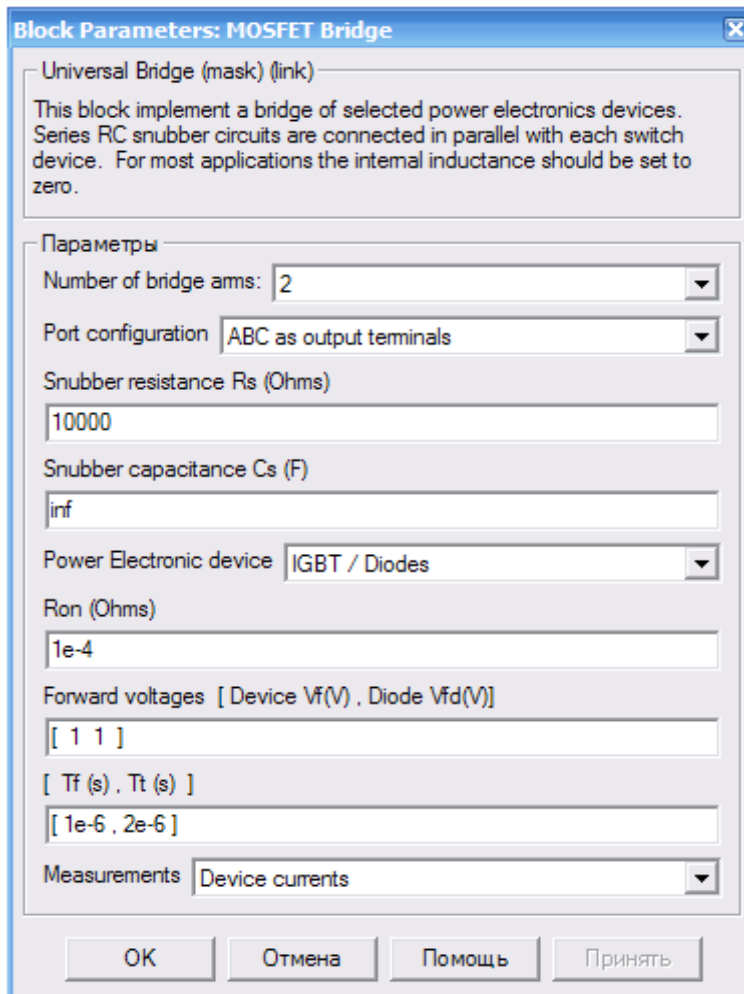 Block Parameters: MOSFET Bridge
Universal Bridge (mask) (link)
This block implement a bridge of selected power electronics devices.
Series RC snubber circuits are connected in parallel with each switch
device. For most applications the internal inductance should be set to
zero.
Параметры
Number of bridge arms: 2
Port configuration ABC as output terminals
Snubber resistance Rs (Ohms)
10000
Snubber capacitance Cs (F)
inf
Power Electronic device IGBT / Diodes
Ron (Ohms)
1e-4
Forward voltages [ Device Vf(V) , Diode Vfd(V)]
[ 1 1 ]
[ Tf (s) , Tt (s) ]
[ 1e-6 , 2e-6 ]
Measurements Device currents
OK Отмена Помощь Принять